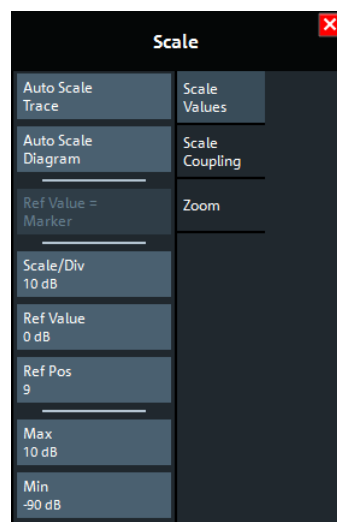 Scale
Auto Scale
Trace
Auto Scale
Diagram
Ref Value =
Marker
Scale/Div
10 dB
Ref Value
0 dB
Ref Pos
9
Max
10 dB
Min
-90 dB
Scale
Values
Scale
Coupling
Zoom